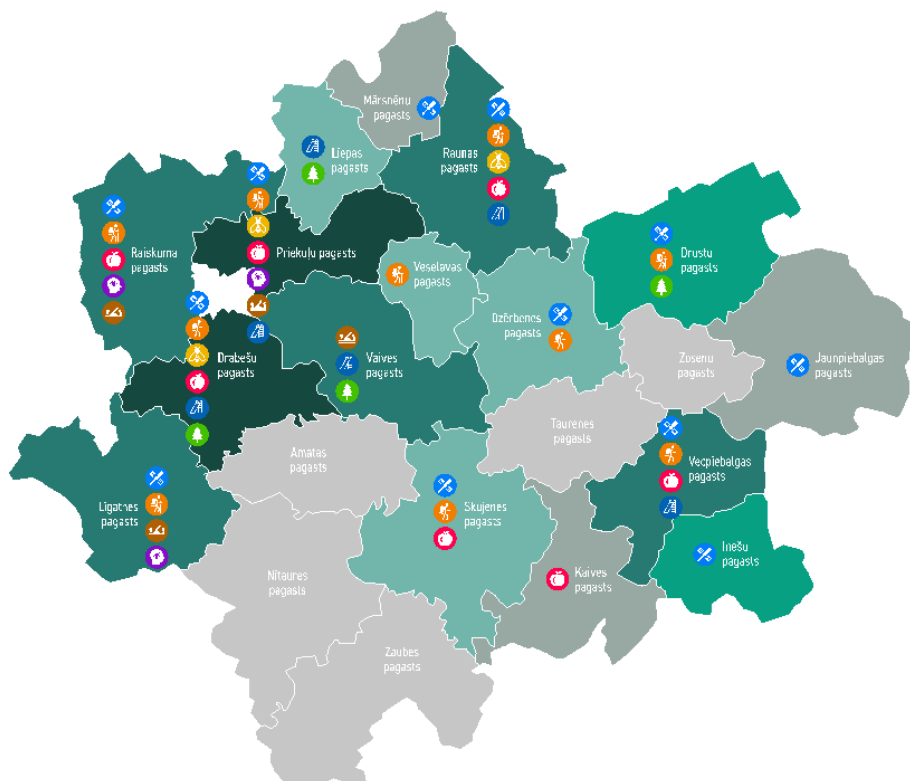 Mārsnēnu
pagasts
Liepas
pagasts
Raunas
pagasts
Raiskuma
pagasts
Priekuļu pagasts
Veselavas
pagasts
Drustu
pagasts
Dzērbenes
pagasts
Drabešu
pagasts
Vaives
pagasts
Zosēnu
pagasts
Jaunpiebalgas
pagasts
Taurenes
pagasts
Amatas
pagasts
Vecpiebalgas
pagasts
Līgatnes
pagasts
Skujenes
pagasts
Inešu
pagasts
Nītaures
pagasts
Kaives
pagasts
Zaubes
pagasts